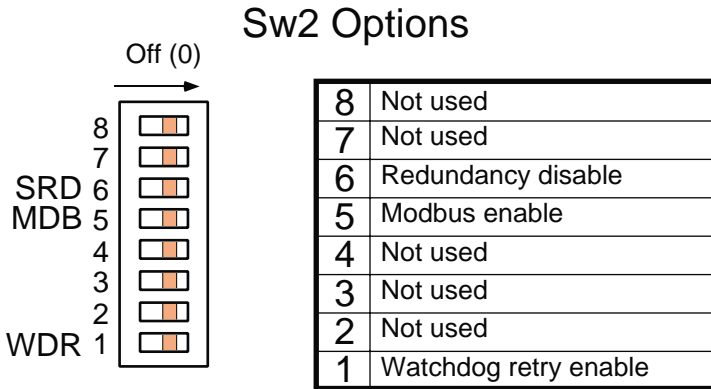 Sw2 Options
Off (0)
8
7
SRD 6
MDB 5
4
3
2
WDR 1
8 Not used
7 Not used
6 Redundancy disable
5 Modbus enable
4 Not used
3 Not used
2 Not used
1 Watchdog retry enable